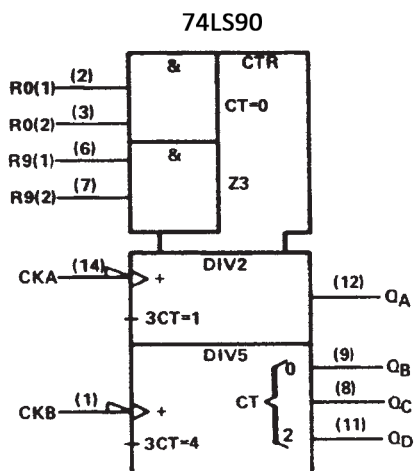 74LS90
& CTR
R0(1) (2)
CT=0
R0(2) (3)
R9(1) (6) &
R9(2) (7) Z3
DIV2
CKA (14) + (12) QA
3CT=1
DIV5
0 (9) QB
CKB (1) + CT (8) QC
3CT=4 2 (11) QD